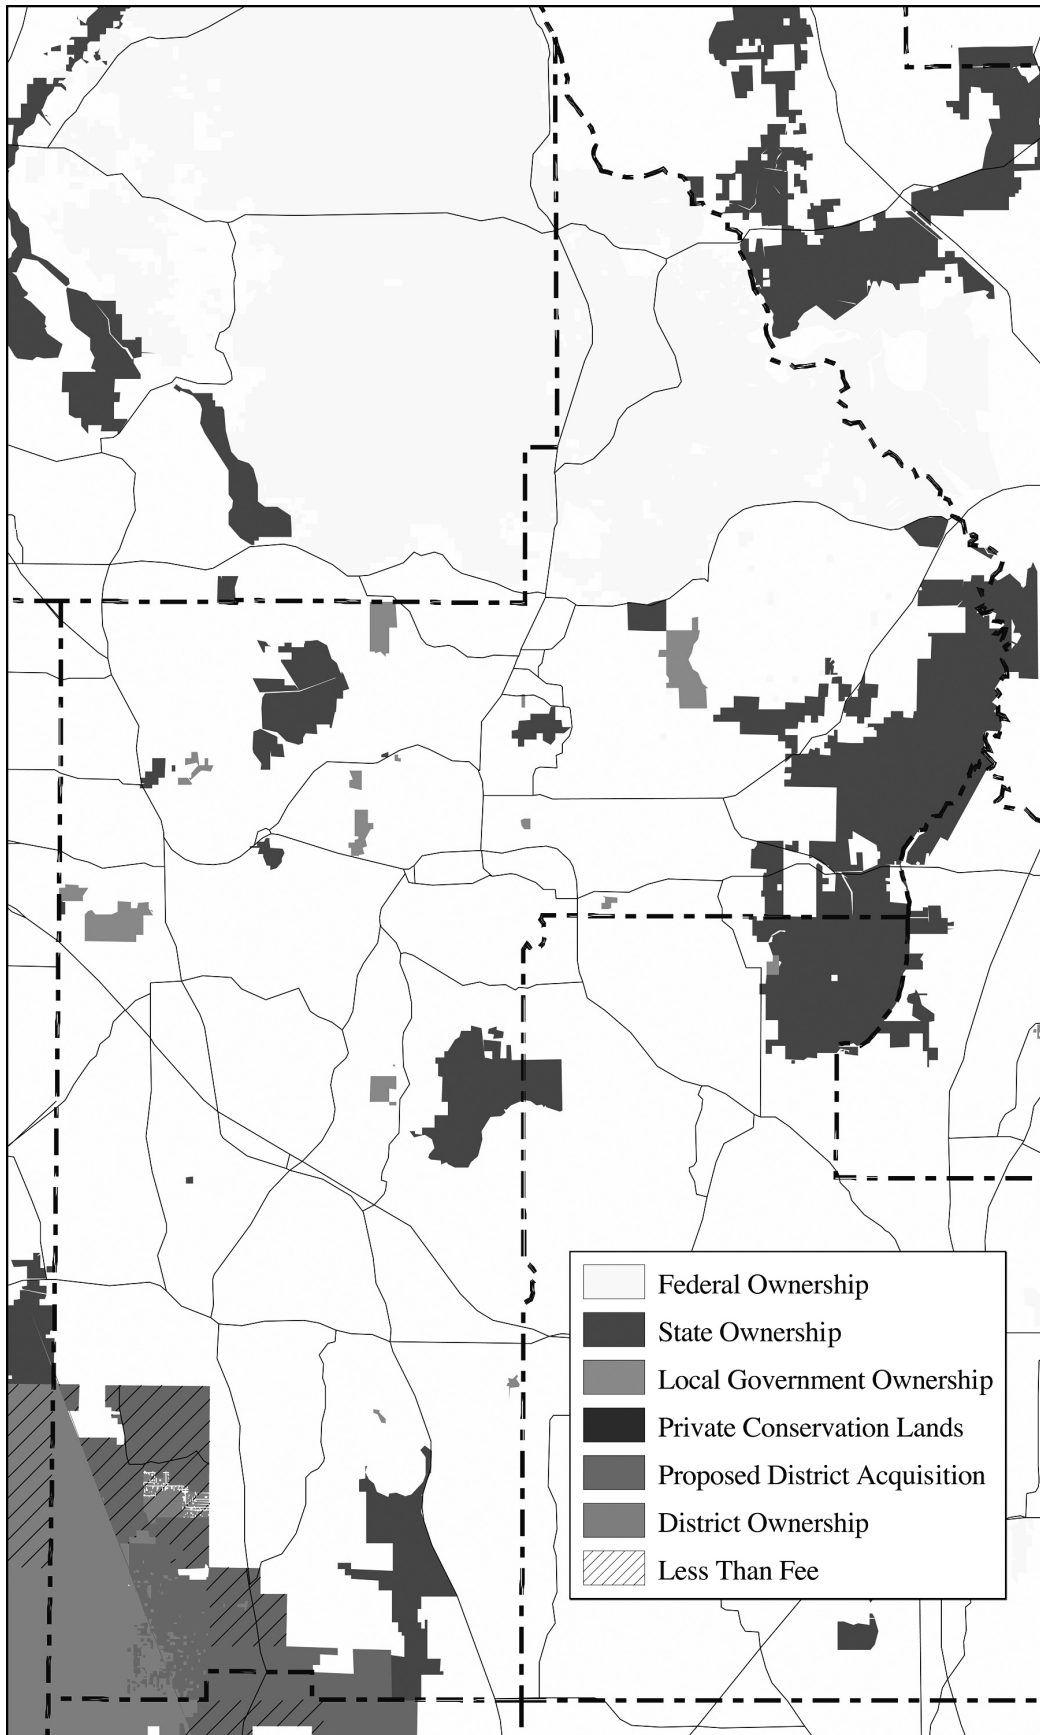 Federal Ownership
State Ownership
Local Government Ownership
Private Conservation Lands
Proposed District Acquisition
District Ownership
Less Than Fee